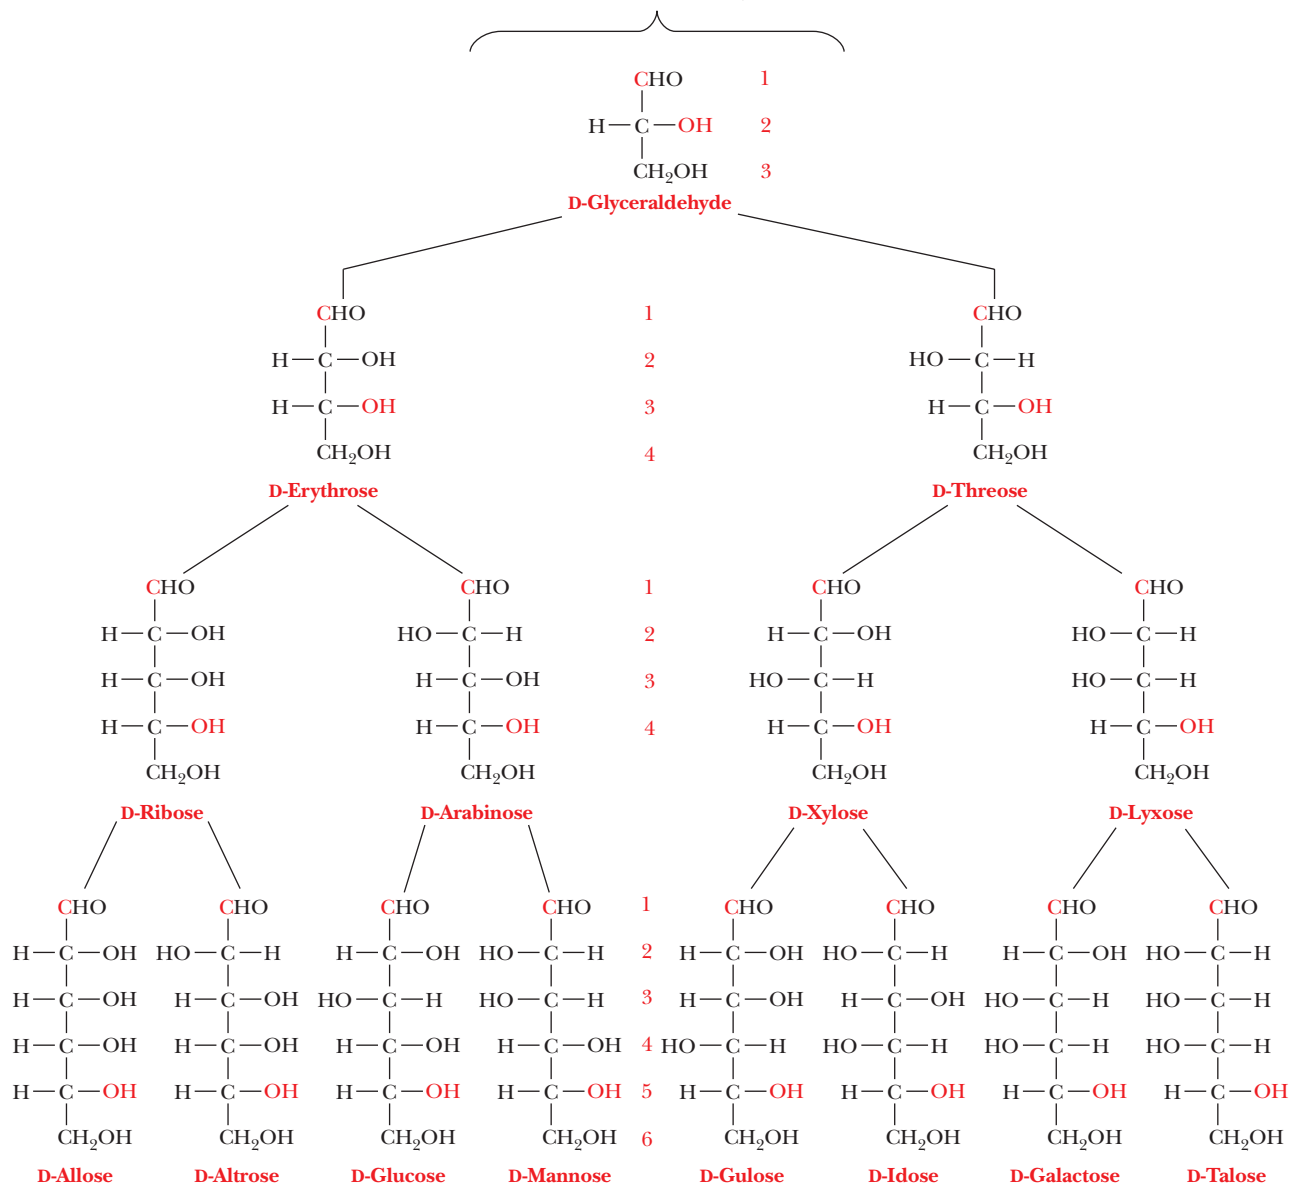 CHO 1
H—C—OH 2
CH₂OH 3
D-Glyceraldehyde
CHO 1 CHO
H—C—OH 2 HO—C—H
H—C—OH 3 H—C—OH
CH₂OH 4 CH₂OH
D-Erythrose D-Threose
CHO CHO 1 CHO CHO
H—C—OH HO—C—H 2 H—C—OH HO—C—H
H—C—OH H—C—OH 3 HO—C—H HO—C—H
H—C—OH H—C—OH 4 H—C—OH H—C—OH
CH₂OH CH₂OH CH₂OH CH₂OH
D-Ribose D-Arabinose D-Xylose D-Lyxose
CHO CHO CHO CHO 1 CHO CHO CHO CHO
H—C—OH HO—C—H H—C—OH HO—C—H 2 H—C—OH HO—C—H H—C—OH HO—C—H
H—C—OH H—C—OH HO—C—H HO—C—H 3 H—C—OH H—C—OH HO—C—H HO—C—H
H—C—OH H—C—OH H—C—OH H—C—OH 4 HO—C—H HO—C—H HO—C—H HO—C—H
H—C—OH H—C—OH H—C—OH H—C—OH 5 H—C—OH H—C—OH H—C—OH H—C—OH
CH₂OH CH₂OH CH₂OH CH₂OH 6 CH₂OH CH₂OH CH₂OH CH₂OH
D-Allose D-Altrose D-Glucose D-Mannose D-Gulose D-Idose D-Galactose D-Talose